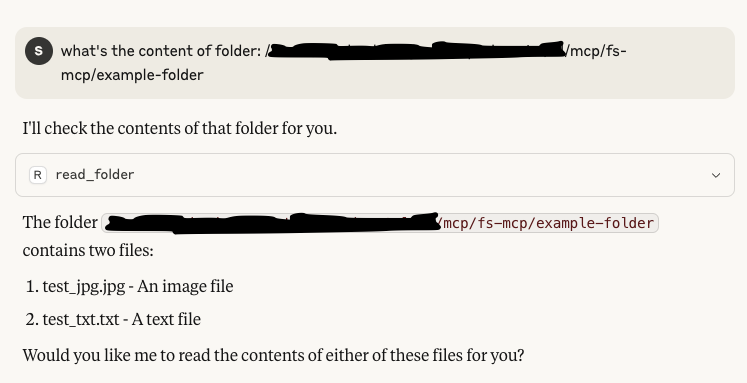 S what's the content of folder: / /mcp/fs-
mcp/example-folder
I'll check the contents of that folder for you.
R read_folder
The folder /mcp/fs-mcp/example-folder
contains two files:
1. test_jpg.jpg - An image file
2. test_txt.txt - A text file
Would you like me to read the contents of either of these files for you?